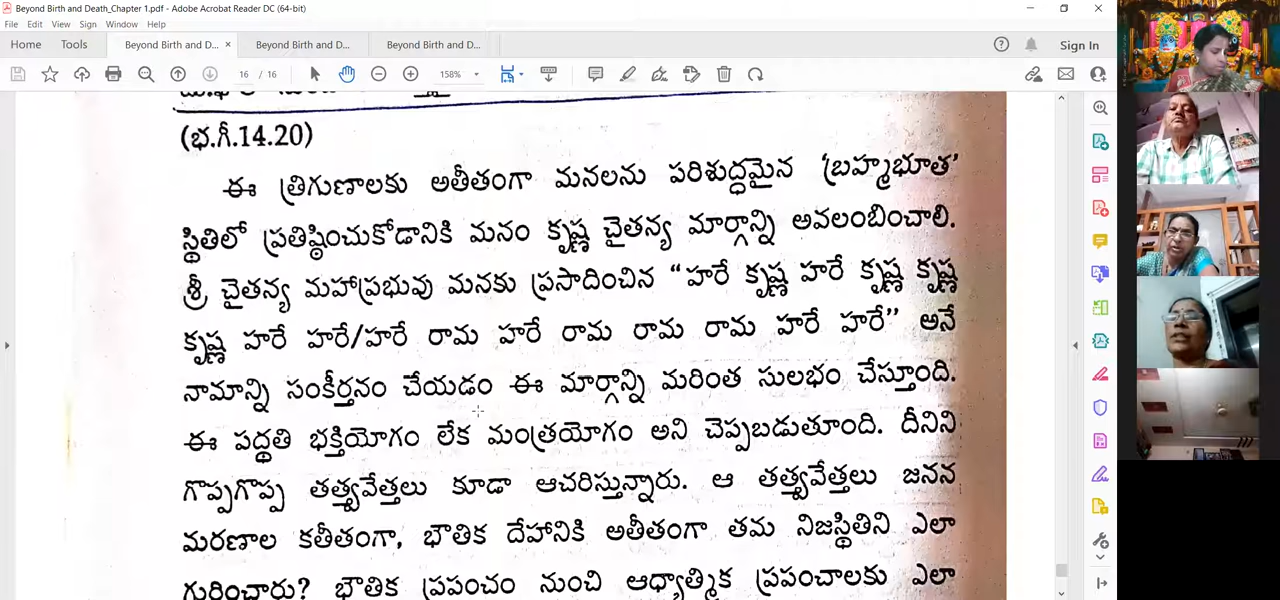 Beyond Birth and Death_Chapter 1.pdf - Adobe Acrobat Reader DC (64-bit)
File Edit View Sign Window Help
Home Tools Beyond Birth and D... × Beyond Birth and D... Beyond Birth and D... Sign In
16 / 16 158%
(భ.గీ.14.20)
ఈ త్రిగుణాలకు అతీతంగా మనలను పరిశుద్ధమైన 'బ్రహ్మభూత'
స్థితిలో ప్రతిష్ఠించుకోడానికి మనం కృష్ణ చైతన్య మార్గాన్ని అవలంబించాలి.
శ్రీ చైతన్య మహాప్రభువు మనకు ప్రసాదించిన "హరే కృష్ణ హరే కృష్ణ కృష్ణ
కృష్ణ హరే హరే/హరే రామ హరే రామ రామ రామ హరే హరే" అనే
నామాన్ని సంకీర్తనం చేయడం ఈ మార్గాన్ని మరింత సులభం చేస్తూంది.
ఈ పద్ధతి భక్తియోగం లేక మంత్రయోగం అని చెప్పబడుతూంది. దీనిని
గొప్పగొప్ప తత్త్వవేత్తలు కూడా ఆచరిస్తున్నారు. ఆ తత్త్వవేత్తలు జనన
మరణాల కతీతంగా, భౌతిక దేహానికి అతీతంగా తమ నిజస్థితిని ఎలా
గుర్తించారు? భౌతిక ప్రపంచం నుంచి ఆధ్యాత్మిక ప్రపంచాలకు ఎలా